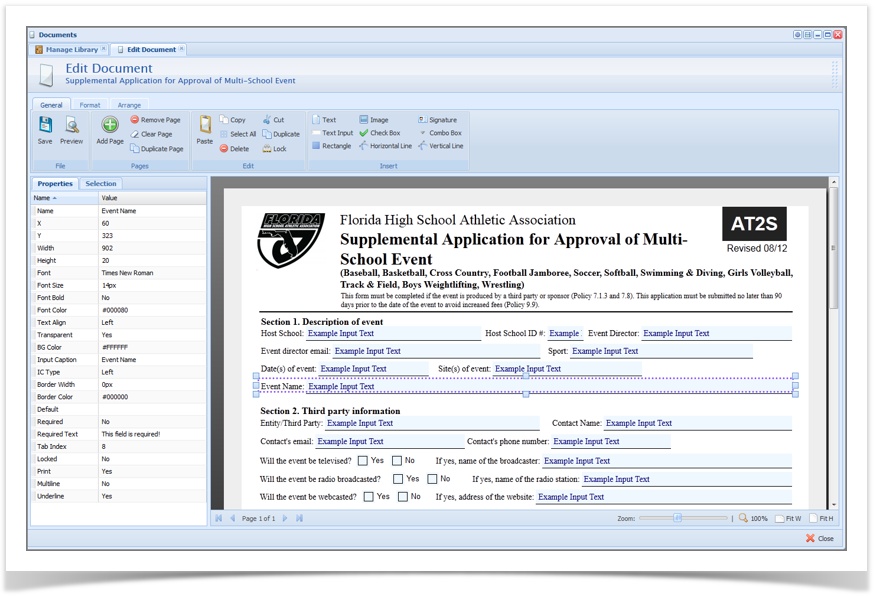 Documents
Manage Library Edit Document
Edit Document
Supplemental Application for Approval of Multi-School Event
General Format Arrange
Save Preview
File
Add Page
Remove Page
Clear Page
Duplicate Page
Pages
Paste
Copy Cut
Select All Duplicate
Delete Lock
Edit
Text Image Signature
Text Input Check Box Combo Box
Rectangle Horizontal Line Vertical Line
Insert
Properties Selection
Name Value
Name Event Name
X 60
Y 323
Width 902
Height 20
Font Times New Roman
Font Size 14px
Font Bold No
Font Color #000080
Text Align Left
Transparent Yes
BG Color #FFFFFF
Input Caption Event Name
IC Type Left
Border Width 0px
Border Color #000000
Default
Required No
Required Text This field is required!
Tab Index 8
Locked No
Print Yes
Multiline No
Underline Yes
FLORIDA
HIGH SCHOOL ATHLETIC ASSOCIATION
Florida High School Athletic Association
Supplemental Application for Approval of Multi-
School Event
(Baseball, Basketball, Cross Country, Football Jamboree, Soccer, Softball, Swimming & Diving, Girls Volleyball,
Track & Field, Boys Weightlifting, Wrestling)
This form must be completed if the event is produced by a third party or sponsor (Policy 7.1.3 and 7.8). This application must be submitted no later than 90
days prior to the date of the event to avoid increased fees (Policy 9.9).
AT2S
Revised 08/12
Section 1. Description of event
Host School: Example Input Text Host School ID #: Example Event Director: Example Input Text
Event director email: Example Input Text Sport: Example Input Text
Date(s) of event: Example Input Text Site(s) of event: Example Input Text
Event Name: Example Input Text
Section 2. Third party information
Entity/Third Party: Example Input Text Contact Name: Example Input Text
Contact's email: Example Input Text Contact's phone number: Example Input Text
Will the event be televised? Yes No If yes, name of the broadcaster: Example Input Text
Will the event be radio broadcasted? Yes No If yes, name of the radio station: Example Input Text
Will the event be webcasted? Yes No If yes, address of the website: Example Input Text
Page 1 of 1 Zoom: 100% Fit W Fit H
Close